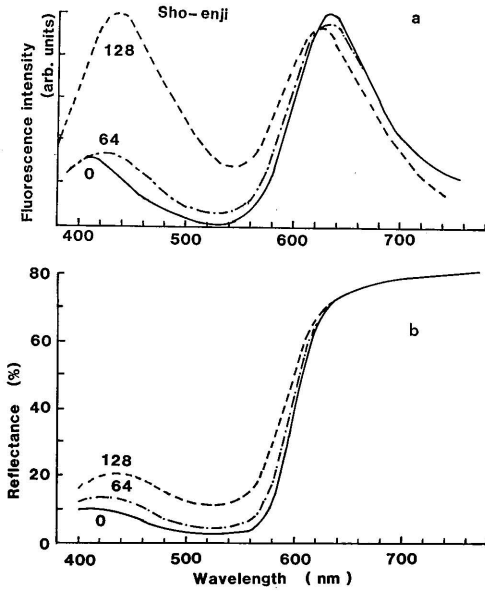 Sho-enji
a
128
64
0
Fluorescence intensity
(arb. units)
400 500 600 700
80
60
40
20
0
b
128
64
0
Reflectance (%)
400 500 600 700
Wavelength ( nm )